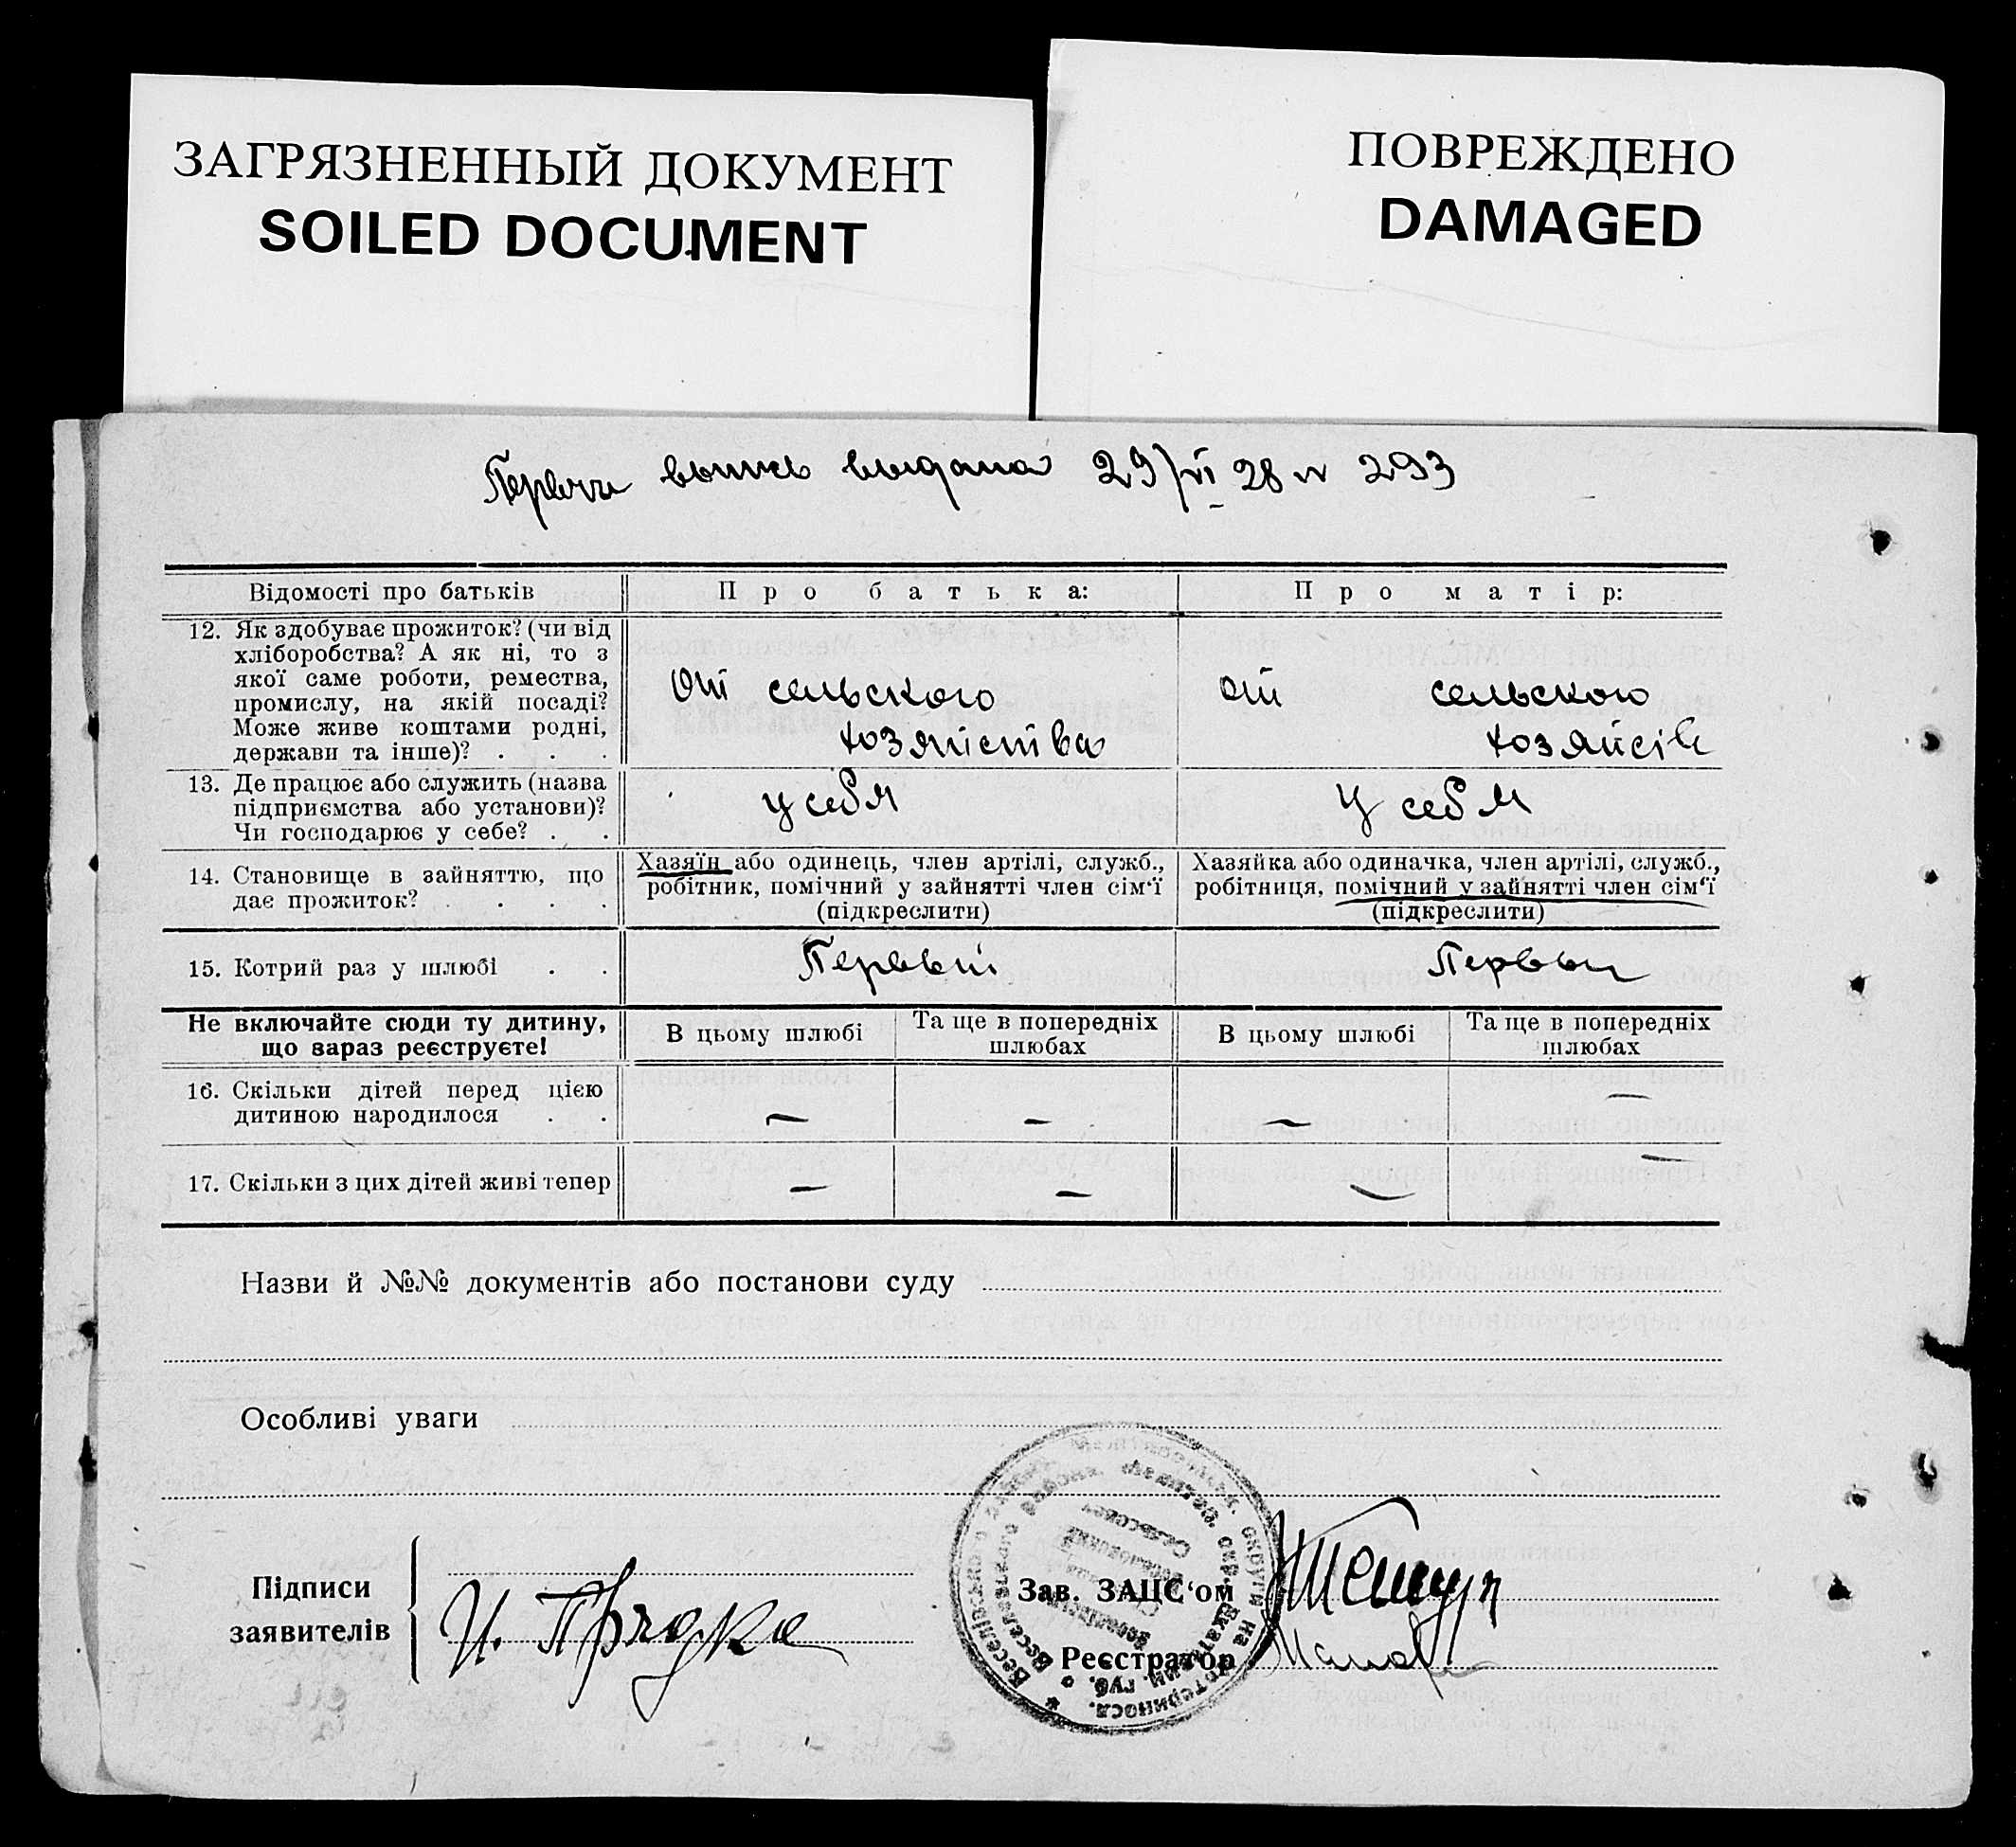 ЗАГРЯЗНЕННЫЙ ДОКУМЕНТ
SOILED DOCUMENT
ПОВРЕЖДЕНО
DAMAGED
выпись выдана 29/VI 28 N 293
Відомості про батьків
Про батька:
Про матір:
12. Як здобуває прожиток? (чи від
хліборобства? А як ні, то з
якої саме роботи, ремества,
промислу, на якій посаді?
Може живе коштами родні,
держави та інше)? . . .
От сельского
хозяйства
от сельского
хозяйств
13. Де працює або служить (назва
підприємства або установи)?
Чи господарює у себе? . .
у себя
у себя
14. Становище в зайняттю, що
дає прожиток? . . . .
Хазяїн або одинець, член артілі, служб.,
робітник, помічний у зайнятті член сім'ї
(підкреслити)
Хазяйка або одиначка, член артілі, служб.,
робітниця, помічний у зайнятті член сім'ї
(підкреслити)
15. Котрий раз у шлюбі . .
Первый
Первый
Не включайте сюди ту дитину,
що зараз реєструєте!
В цьому шлюбі
Та ще в попередніх
шлюбах
В цьому шлюбі
Та ще в попередніх
шлюбах
16. Скільки дітей перед цією
дитиною народилося . .
— — — —
17. Скільки з цих дітей живі тепер
— — — —
Назви й №№ документів або постанови суду
Особливі уваги
Підписи
заявителів
И. Прядка
Зав. ЗАЦС'ом
Реєстратор